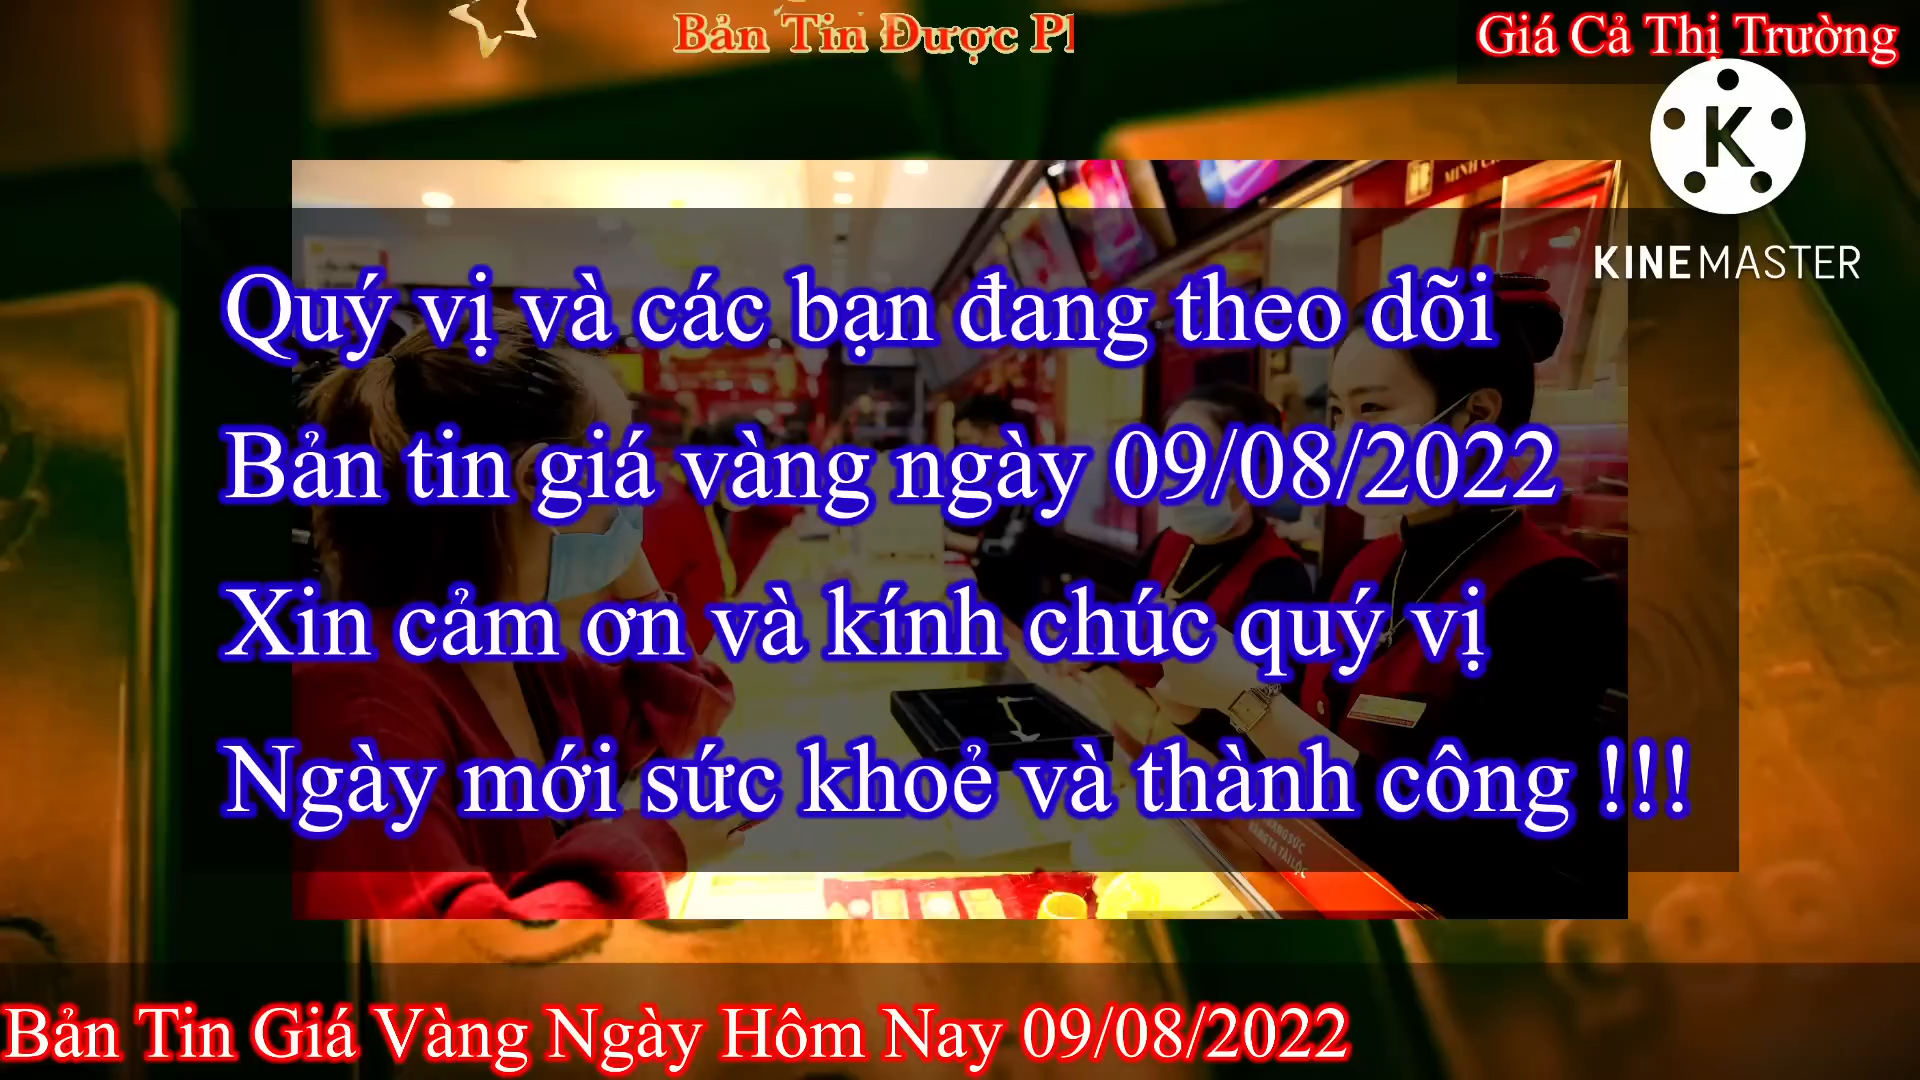 Bản Tin Được
Giá Cả Thị Trường
K
KINEMASTER
Quý vị và các bạn đang theo dõi
Bản tin giá vàng ngày 09/08/2022
Xin cảm ơn và kính chúc quý vị
Ngày mới sức khoẻ và thành công !!!
Bản Tin Giá Vàng Ngày Hôm Nay 09/08/2022